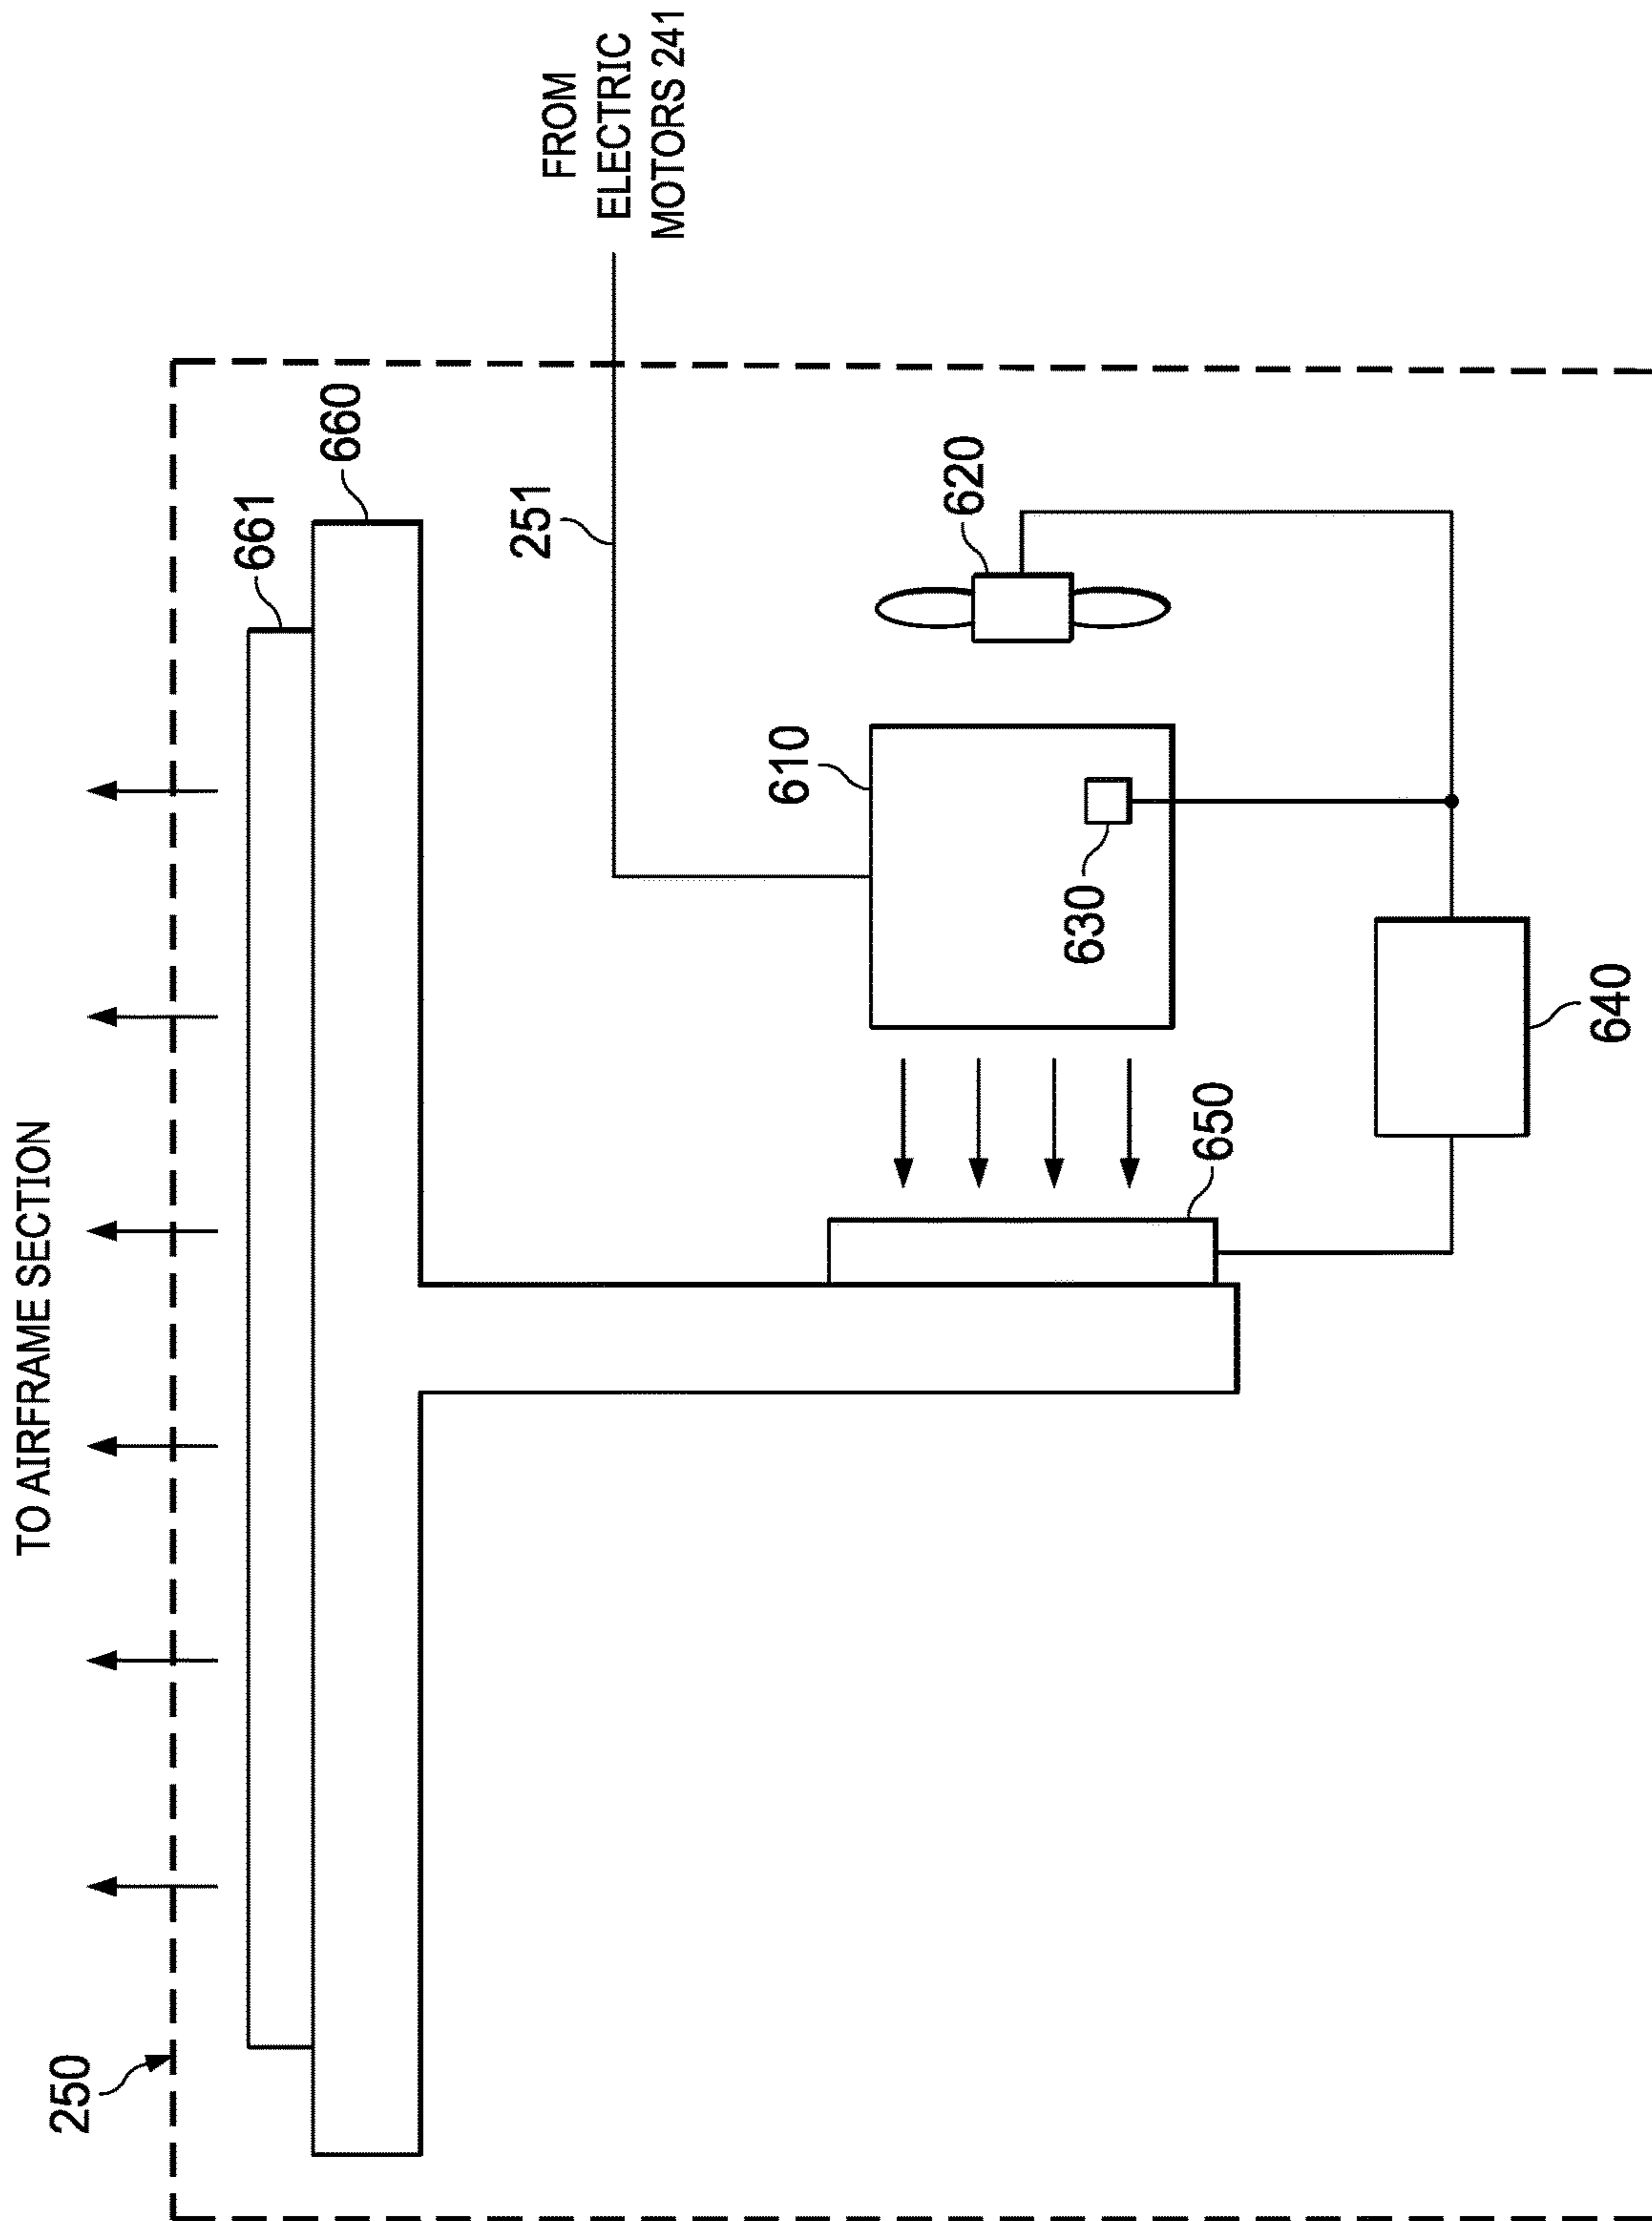 TO AIRFRAME SECTION
250
661
660
FROM
ELECTRIC
MOTORS 241
251
610
620
630
650
640